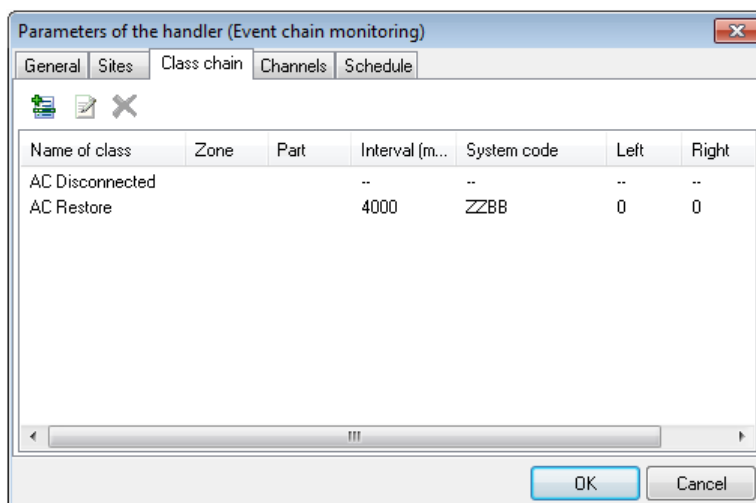 Parameters of the handler (Event chain monitoring)
General Sites Class chain Channels Schedule
Name of class Zone Part Interval (m... System code Left Right
AC Disconnected -- -- -- --
AC Restore 4000 ZZBB 0 0
OK Cancel